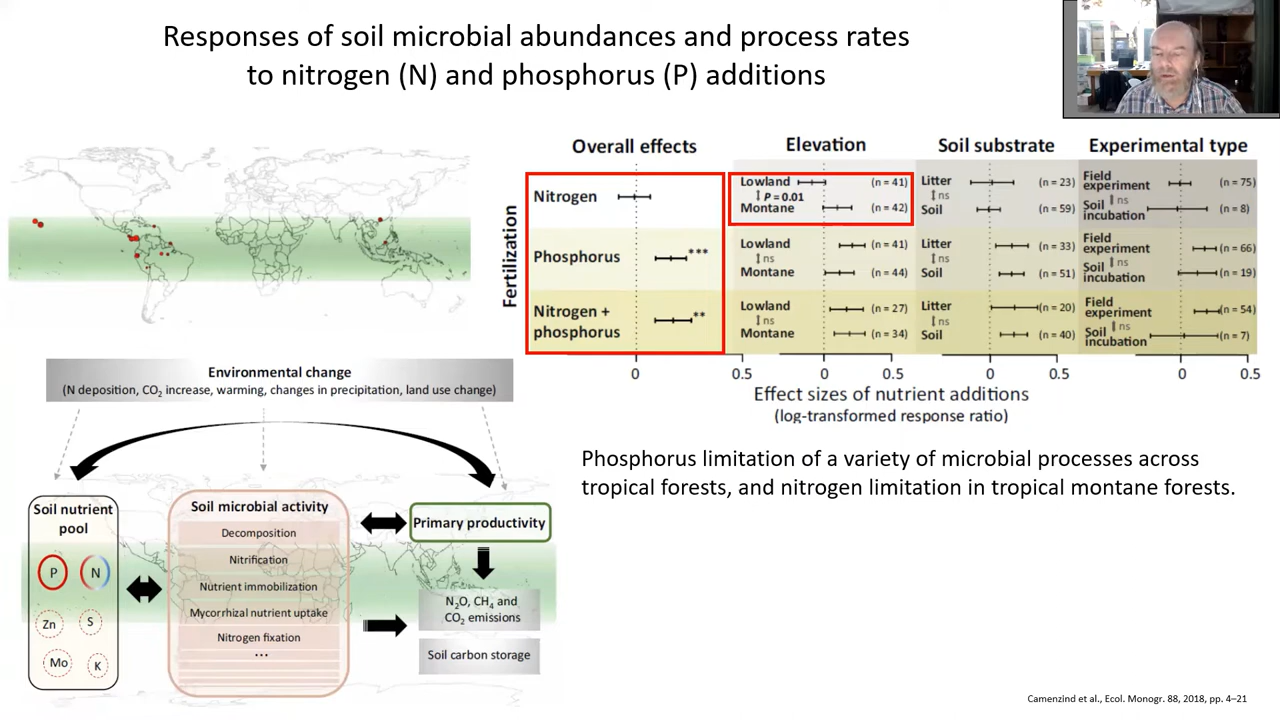 Responses of soil microbial abundances and process rates
to nitrogen (N) and phosphorus (P) additions
Overall effects
Elevation
Soil substrate
Experimental type
Fertilization
Nitrogen
Lowland (n = 41)
P = 0.01
Montane (n = 42)
Litter (n = 23)
ns
Soil (n = 59)
Field
experiment (n = 75)
ns
Soil
incubation (n = 8)
Phosphorus ***
Lowland (n = 41)
ns
Montane (n = 44)
Litter (n = 33)
ns
Soil (n = 51)
Field
experiment (n = 66)
ns
Soil
incubation (n = 19)
Nitrogen +
phosphorus **
Lowland (n = 27)
ns
Montane (n = 34)
Litter (n = 20)
ns
Soil (n = 40)
Field
experiment (n = 54)
ns
Soil
incubation (n = 7)
0 0.5 0 0.5 0 0.5 0 0.5
Effect sizes of nutrient additions
(log-transformed response ratio)
Environmental change
(N deposition, CO2 increase, warming, changes in precipitation, land use change)
Soil nutrient
pool
P N
Zn S
Mo K
Soil microbial activity
Decomposition
Nitrification
Nutrient immobilization
Mycorrhizal nutrient uptake
Nitrogen fixation
...
Primary productivity
N2O, CH4 and
CO2 emissions
Soil carbon storage
Phosphorus limitation of a variety of microbial processes across
tropical forests, and nitrogen limitation in tropical montane forests.
Camenzind et al., Ecol. Monogr. 88, 2018, pp. 4–21